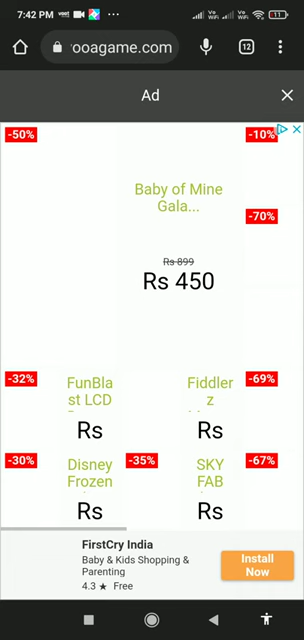 7:42 PM
11
ooagame.com
12
Ad
-50%
-10%
-70%
Baby of Mine
Gala...
Rs 899
Rs 450
-32%
FunBla
st LCD
Rs
Fiddler
z
Rs
-69%
-30%
Disney
Frozen
Rs
-35%
SKY
FAB
Rs
-67%
FirstCry India
Baby & Kids Shopping &
Parenting
4.3 ★ Free
Install
Now